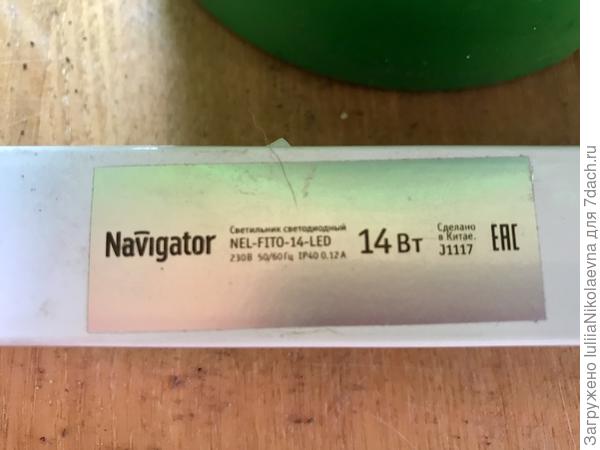 Navigator
Светильник светодиодный
NEL-FITO-14-LED
230В 50/60Гц IP40 0.12А
14 Вт
Сделано
в Китае.
J1117
EAC
Загружено IuliiaNikolaevna для 7dach.ru